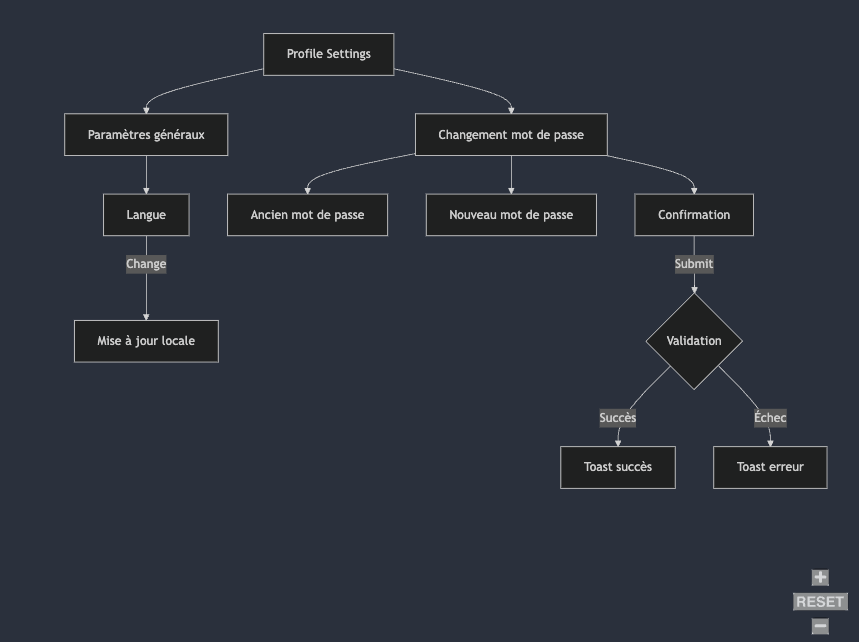 Profile Settings
Paramètres généraux
Changement mot de passe
Langue
Ancien mot de passe
Nouveau mot de passe
Confirmation
Change
Submit
Mise à jour locale
Validation
Succès
Échec
Toast succès
Toast erreur
+
RESET
−